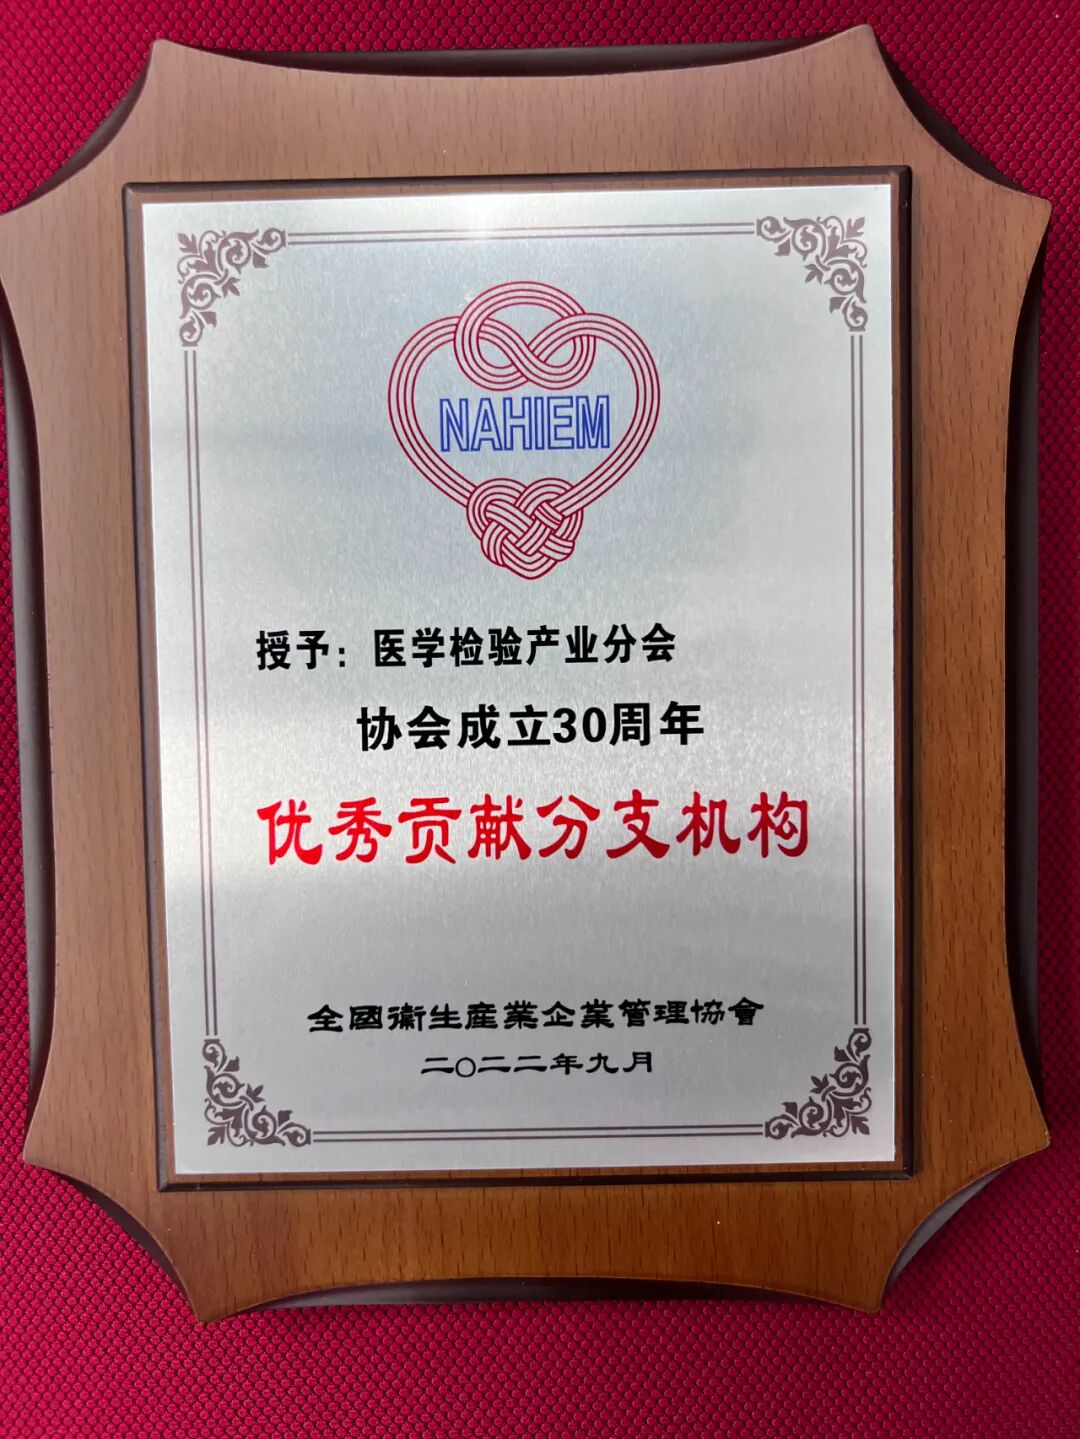 NAHIEM
授予：医学检验产业分会
协会成立30周年
优秀贡献分支机构
全國衛生産業企業管理協會
二〇二二年九月